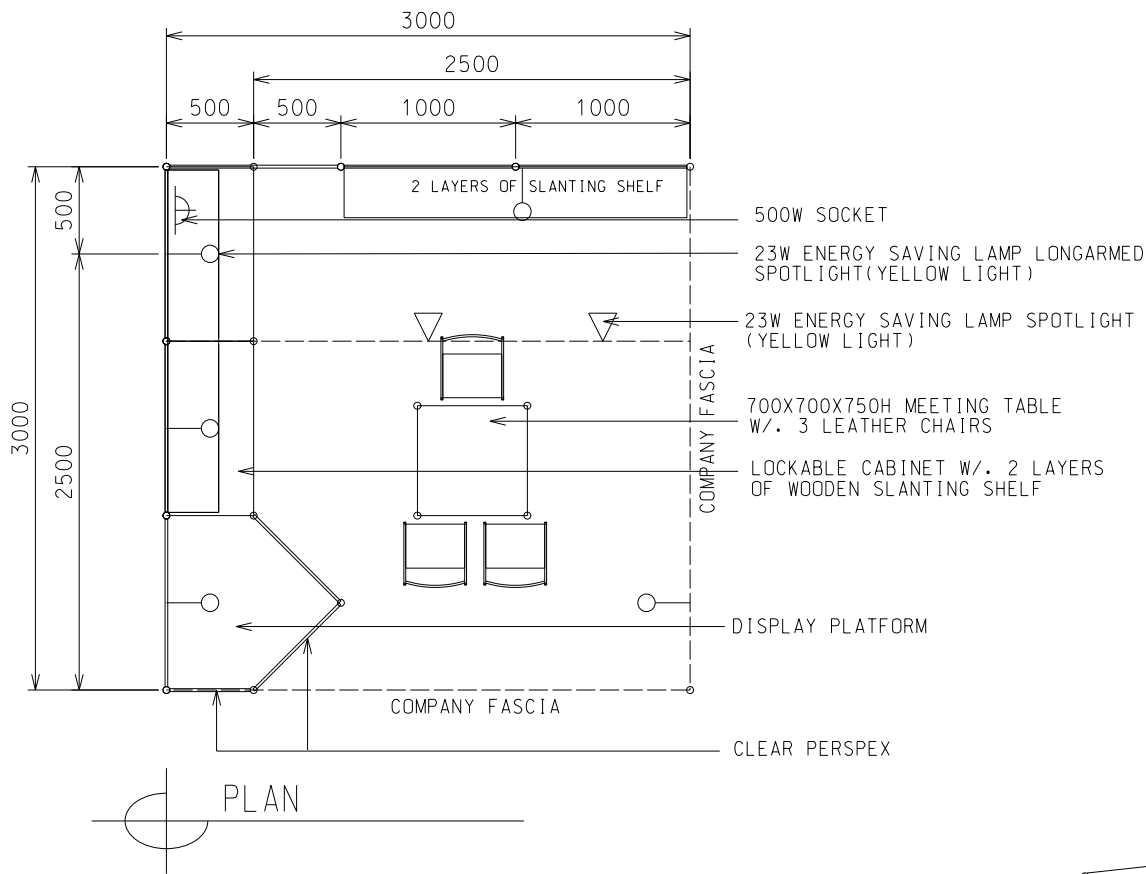 3000
2500
500
500
1000
1000
2 LAYERS OF SLANTING SHELF
500
500W SOCKET
23W ENERGY SAVING LAMP LONGARMED
SPOTLIGHT(YELLOW LIGHT)
23W ENERGY SAVING LAMP SPOTLIGHT
(YELLOW LIGHT)
3000
2500
COMPANY FASCIA
700X700X750H MEETING TABLE
W/. 3 LEATHER CHAIRS
LOCKABLE CABINET W/. 2 LAYERS
OF WOODEN SLANTING SHELF
DISPLAY PLATFORM
COMPANY FASCIA
CLEAR PERSPEX
PLAN